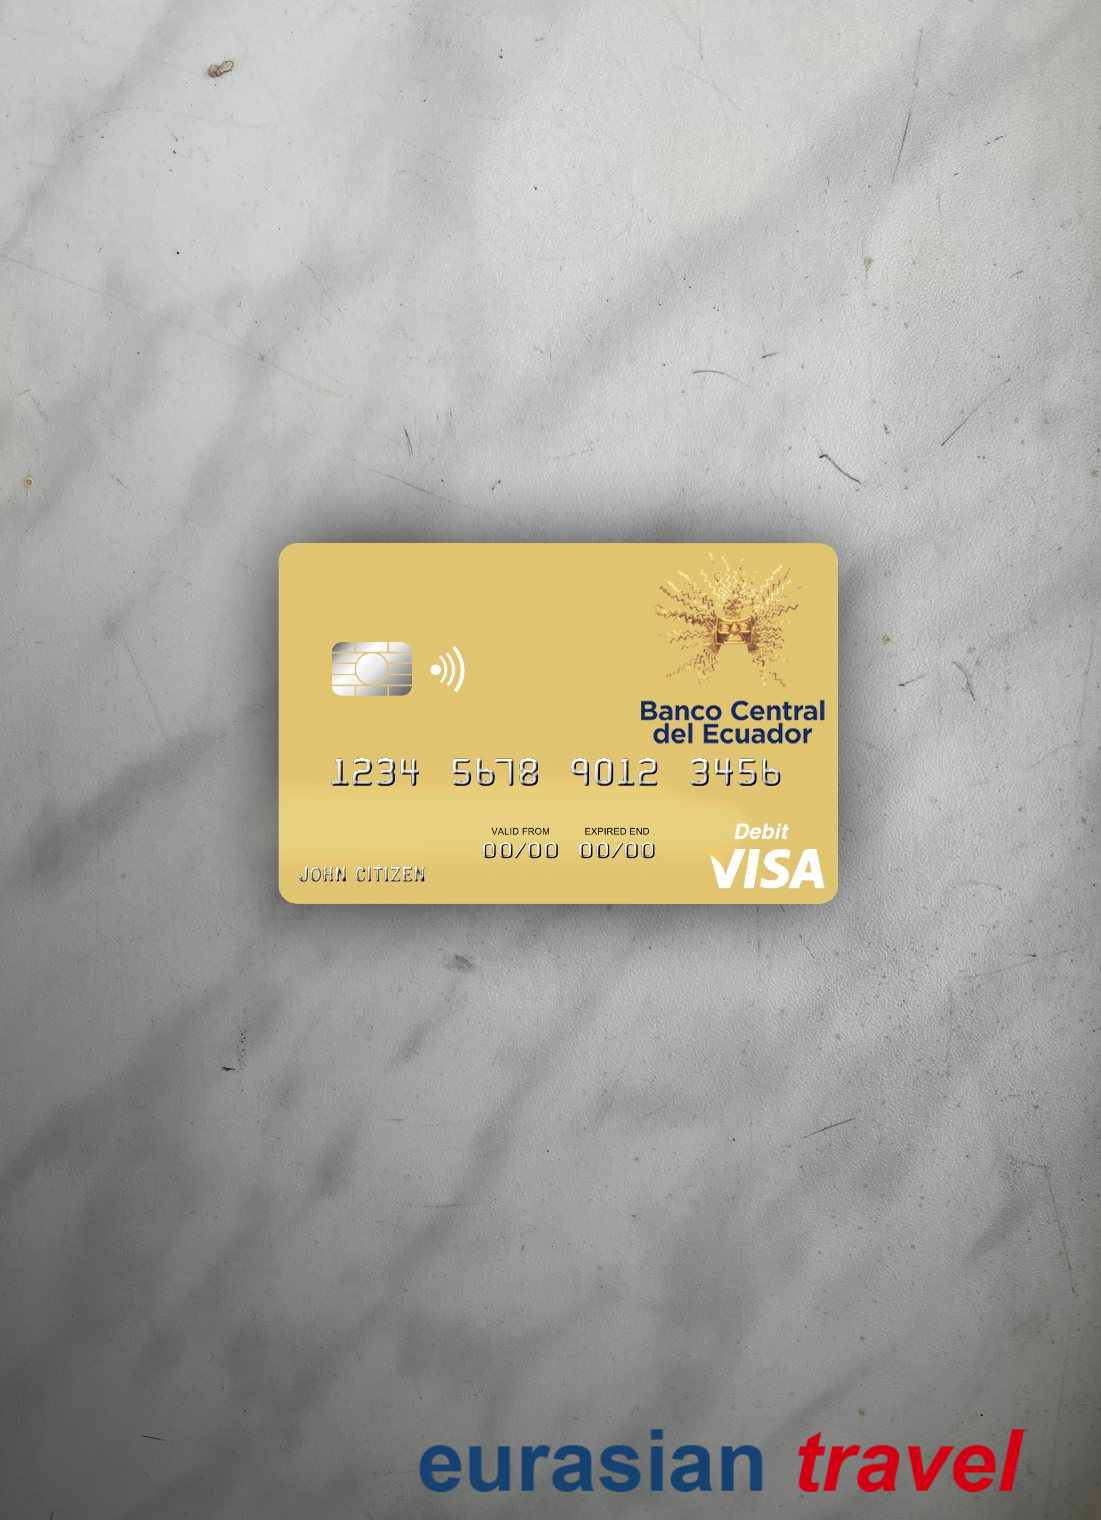 Banco Central
del Ecuador
1234 5678 9012 3456
VALID FROM EXPIRED END
00/00 00/00
Debit
JOHN CITIZEN
VISA
eurasian travel